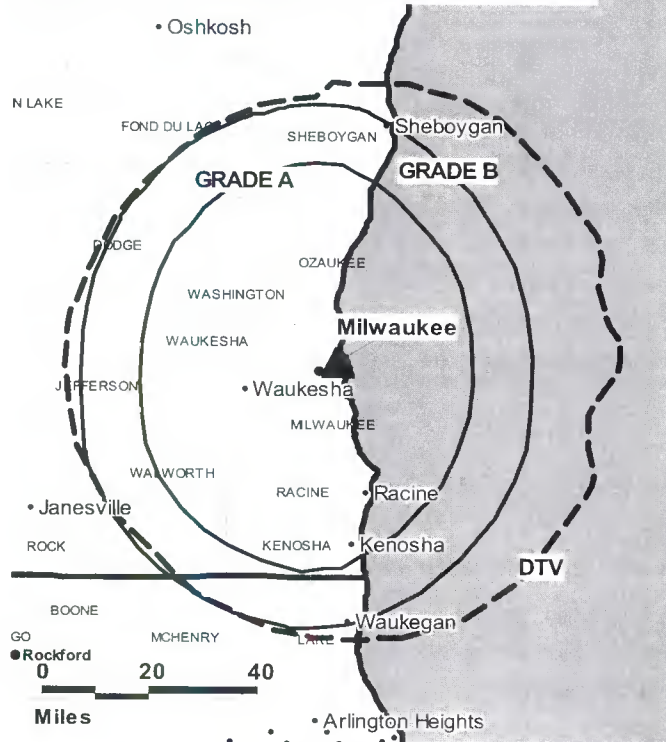 Oshkosh
N LAKE
FOND DU LAC
SHEBOYGAN
Sheboygan
GRADE A
GRADE B
DODGE
OZAUKEE
WASHINGTON
Milwaukee
WAUKESHA
JEFFERSON
Waukesha
MILWAUKEE
WALWORTH
RACINE
Racine
Janesville
ROCK
KENOSHA
Kenosha
DTV
BOONE
Waukegan
GO
MCHENRY
LAKE
Rockford
0 20 40
Miles
Arlington Heights